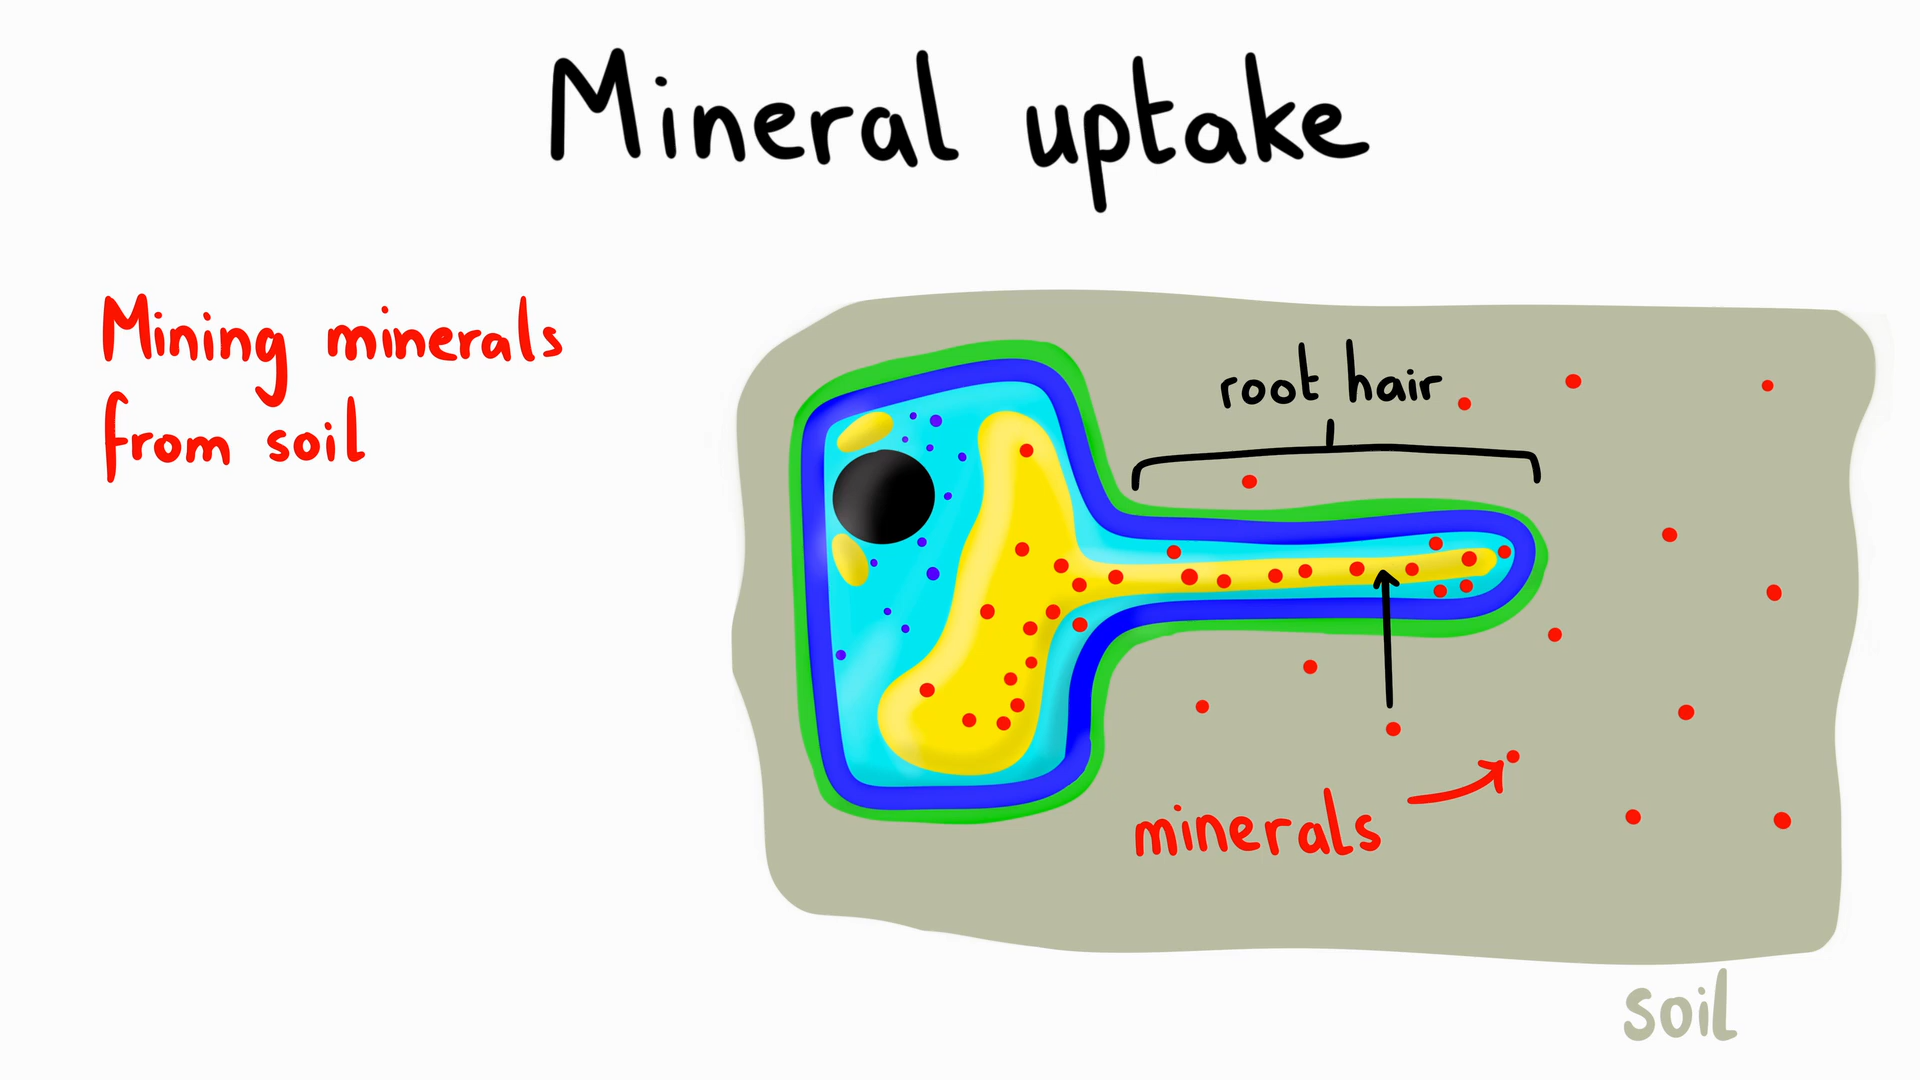 Mineral uptake
Mining minerals
from soil
root hair
minerals
soil